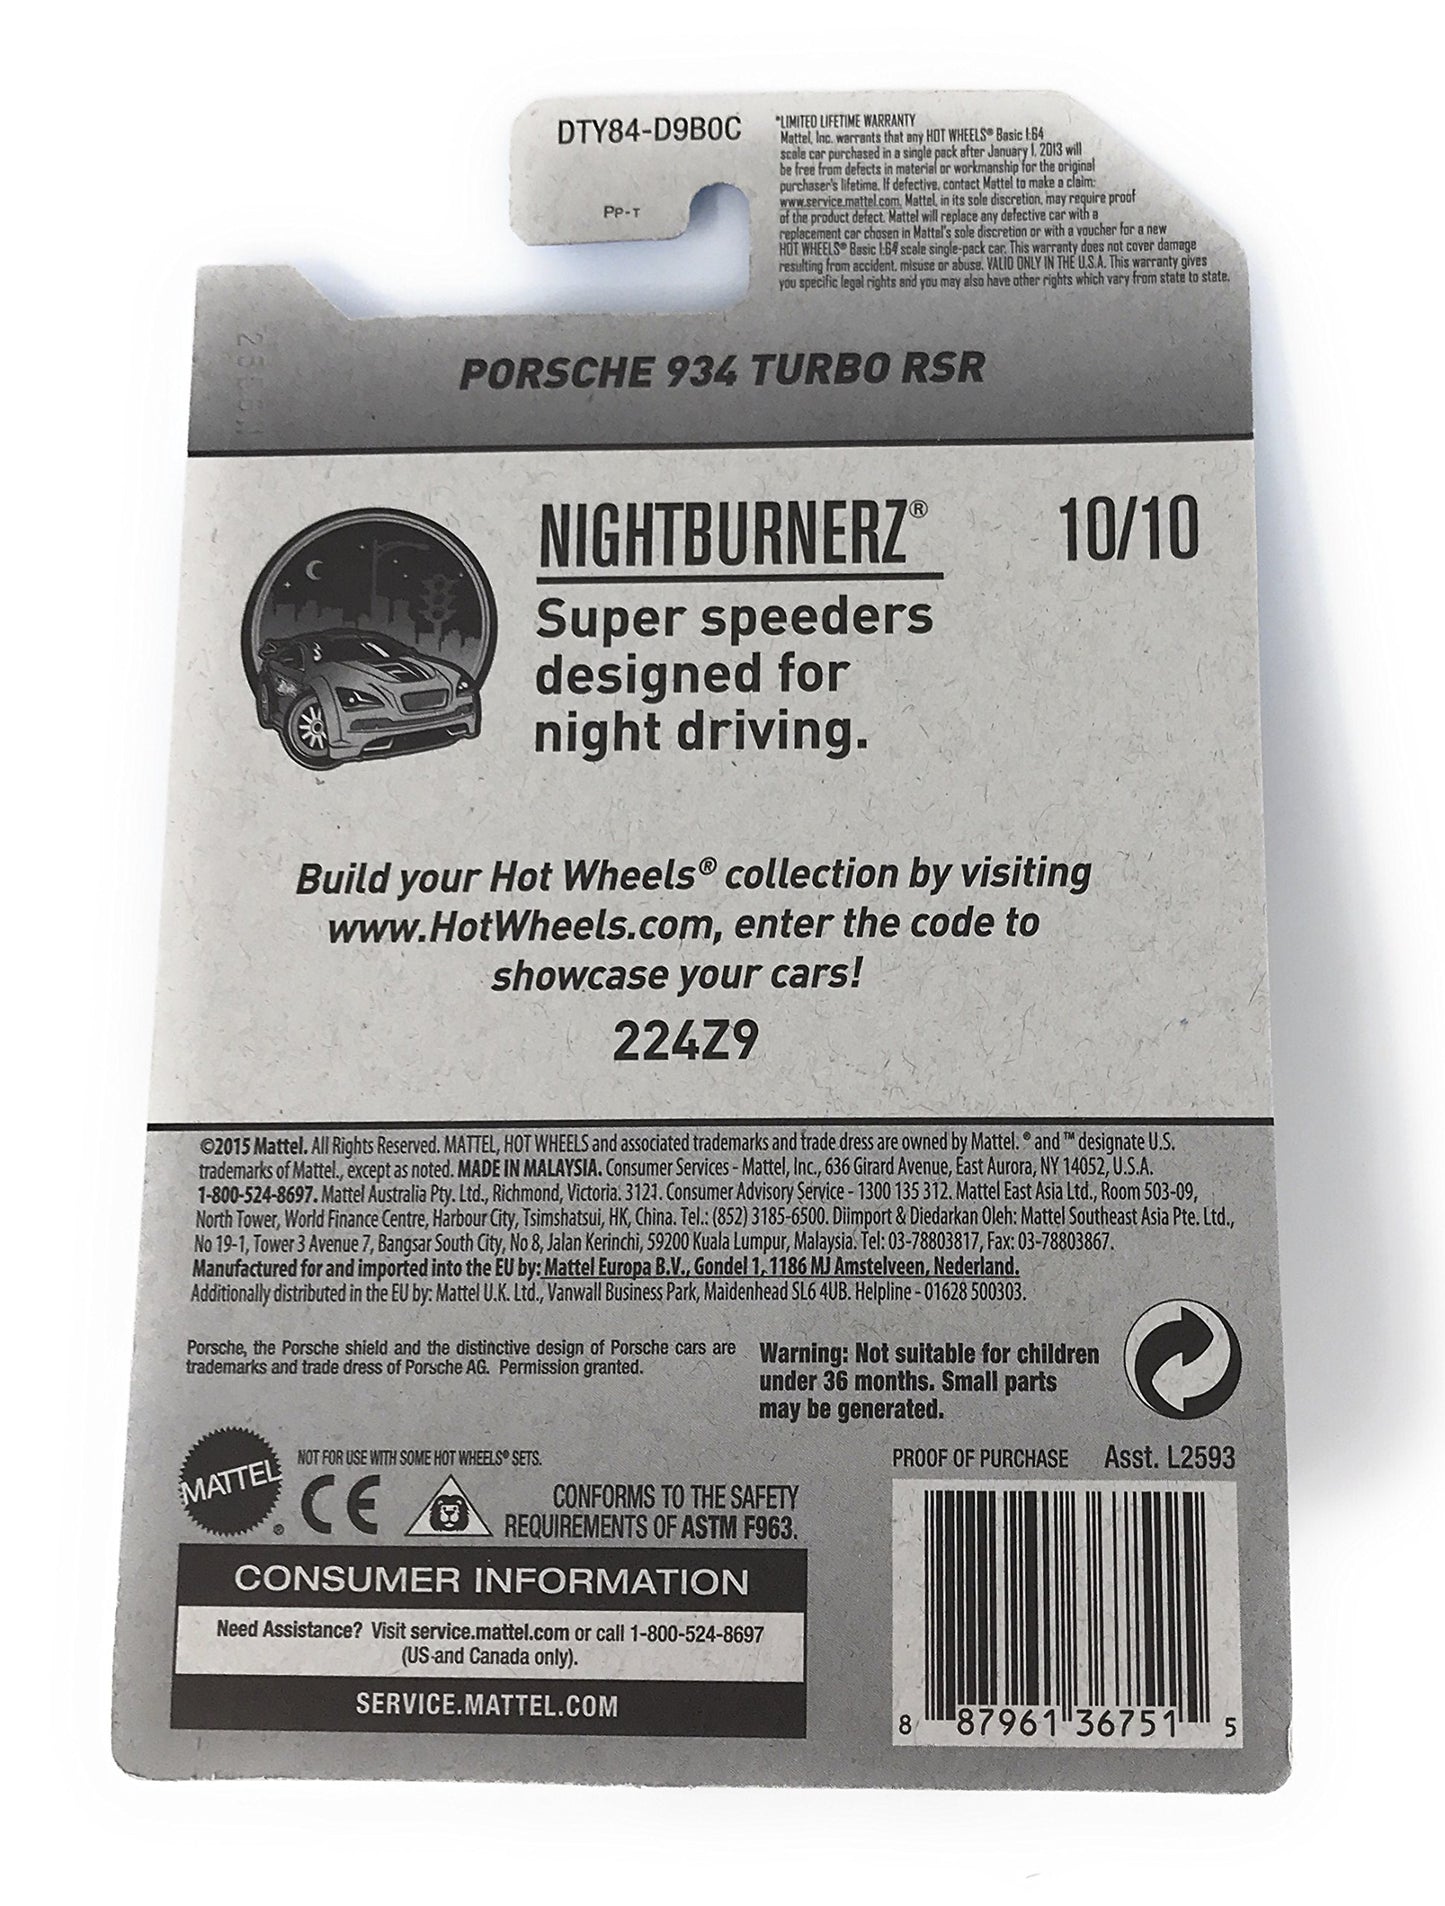 DTY84-D9B0C
PP-T
*LIMITED LIFETIME WARRANTY
Mattel, Inc. warrants that any HOT WHEELS® Basic 1:64
scale car purchased in a single pack after January 1, 2013 will
be free from defects in material or workmanship for the original
purchaser's lifetime. If defective, contact Mattel to make a claim:
www.service.mattel.com. Mattel, in its sole discretion, may require proof
of the product defect. Mattel will replace any defective car with a
replacement car chosen in Mattel's sole discretion or with a voucher for a new
HOT WHEELS® Basic 1:64 scale single-pack car. This warranty does not cover damage
resulting from accident, misuse or abuse. VALID ONLY IN THE U.S.A. This warranty gives
you specific legal rights and you may also have other rights which vary from state to state.
PORSCHE 934 TURBO RSR
NIGHTBURNERZ®
10/10
Super speeders
designed for
night driving.
Build your Hot Wheels® collection by visiting
www.HotWheels.com, enter the code to
showcase your cars!
224Z9
©2015 Mattel. All Rights Reserved. MATTEL, HOT WHEELS and associated trademarks and trade dress are owned by Mattel. ® and ™ designate U.S.
trademarks of Mattel., except as noted. MADE IN MALAYSIA. Consumer Services - Mattel, Inc., 636 Girard Avenue, East Aurora, NY 14052, U.S.A.
1-800-524-8697. Mattel Australia Pty. Ltd., Richmond, Victoria. 3121. Consumer Advisory Service - 1300 135 312. Mattel East Asia Ltd., Room 503-09,
North Tower, World Finance Centre, Harbour City, Tsimshatsui, HK, China. Tel.: (852) 3185-6500. Diimport & Diedarkan Oleh: Mattel Southeast Asia Pte. Ltd.,
No 19-1, Tower 3 Avenue 7, Bangsar South City, No 8, Jalan Kerinchi, 59200 Kuala Lumpur, Malaysia. Tel: 03-78803817, Fax: 03-78803867.
Manufactured for and imported into the EU by: Mattel Europa B.V., Gondel 1, 1186 MJ Amstelveen, Nederland.
Additionally distributed in the EU by: Mattel U.K. Ltd., Vanwall Business Park, Maidenhead SL6 4UB. Helpline - 01628 500303.
Porsche, the Porsche shield and the distinctive design of Porsche cars are
trademarks and trade dress of Porsche AG. Permission granted.
Warning: Not suitable for children
under 36 months. Small parts
may be generated.
MATTEL®
NOT FOR USE WITH SOME HOT WHEELS® SETS.
CE
CONFORMS TO THE SAFETY
REQUIREMENTS OF ASTM F963.
PROOF OF PURCHASE Asst. L2593
CONSUMER INFORMATION
Need Assistance? Visit service.mattel.com or call 1-800-524-8697
(US and Canada only).
SERVICE.MATTEL.COM
8 87961 36751 5